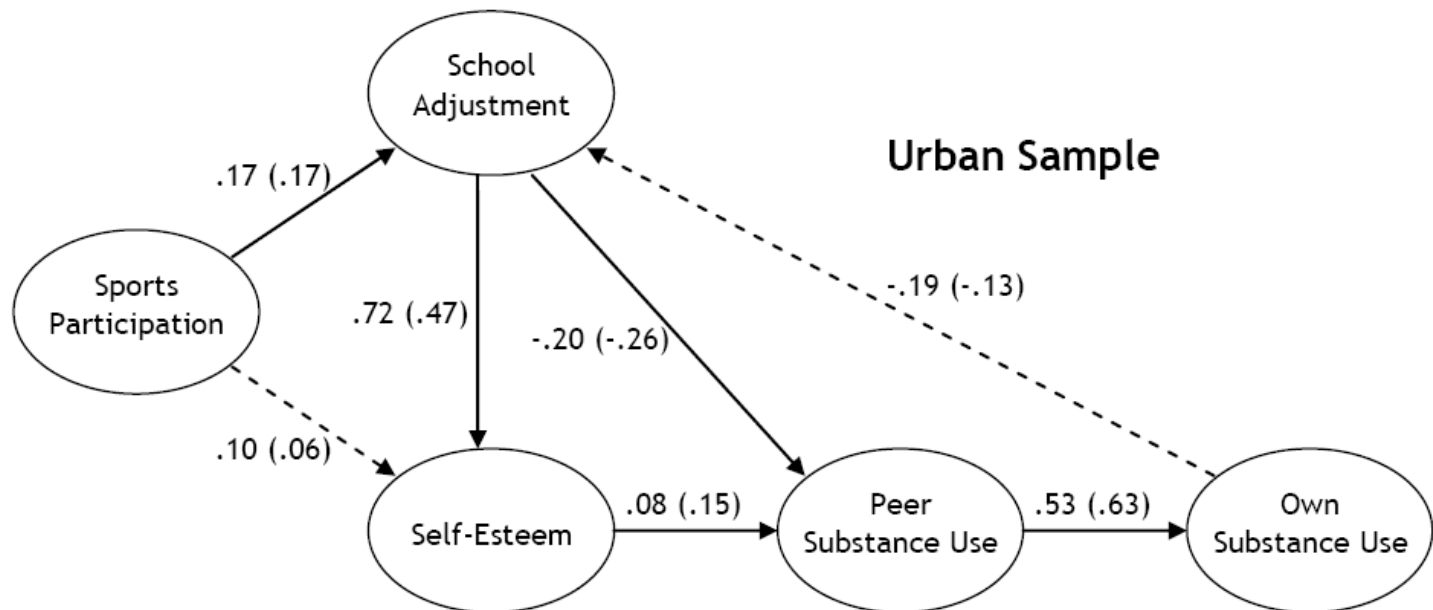 School
Adjustment
Urban Sample
.17 (.17)
Sports
Participation
.72 (.47)
-.20 (-.26)
-.19 (-.13)
.10 (.06)
Self-Esteem
.08 (.15)
Peer
Substance Use
.53 (.63)
Own
Substance Use